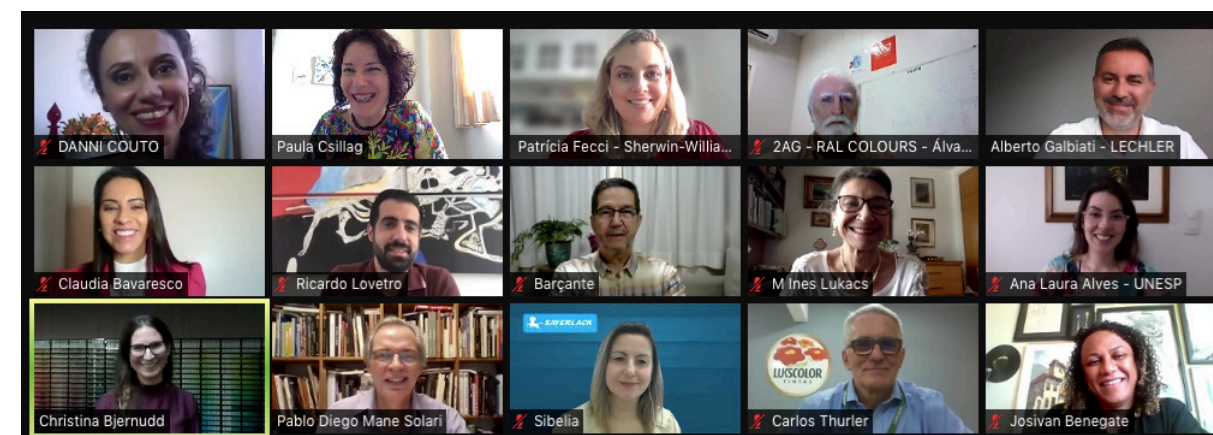 DANNI COUTO
Paula Csillag
Patrícia Fecci - Sherwin-Willia...
2AG - RAL COLOURS - Álva...
Alberto Galbiati - LECHLER
Claudia Bavaresco
Ricardo Lovetro
Barçante
M Ines Lukacs
Ana Laura Alves - UNESP
SAYERLACK
LUKSCOLOR
TINTAS
Christina Bjernudd
Pablo Diego Mane Solari
Sibelia
Carlos Thurler
Josivan Benegate